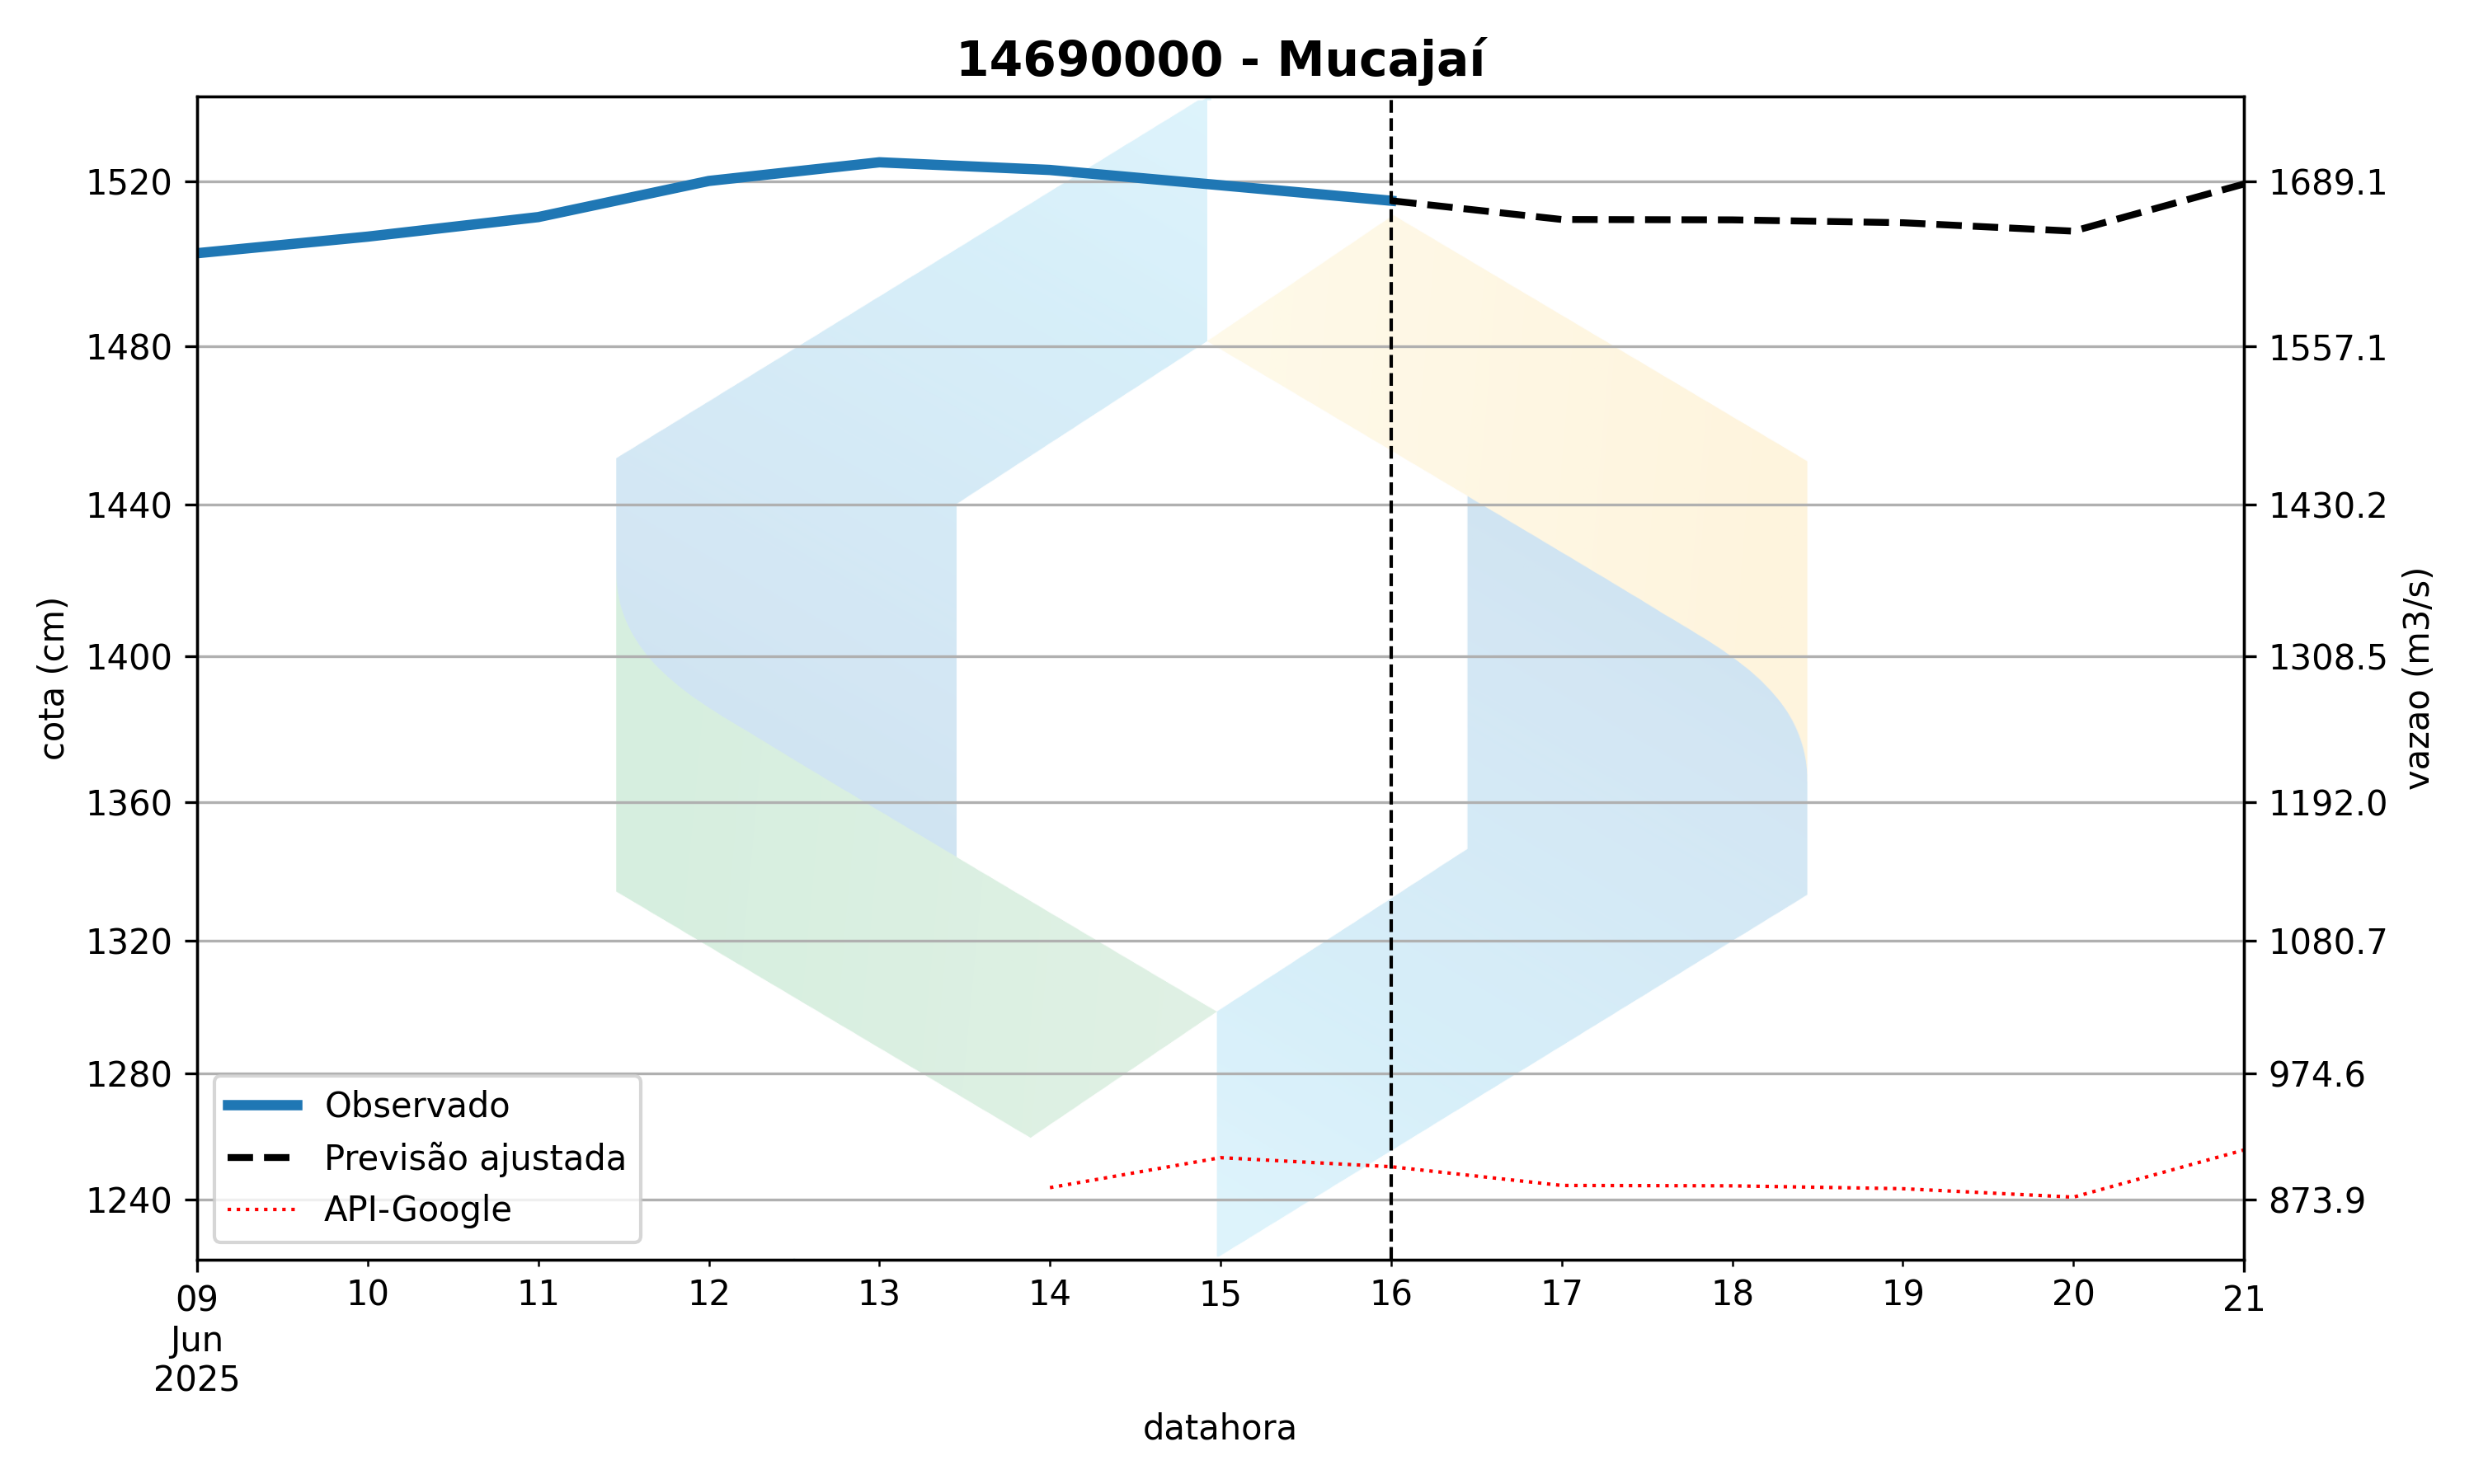 14690000 - Mucajaí
1520
1480
1440
1400
1360
1320
1280
1240
cota (cm)
1689.1
1557.1
1430.2
1308.5
1192.0
1080.7
974.6
873.9
vazao (m3/s)
Observado
Previsão ajustada
API-Google
09 10 11 12 13 14 15 16 17 18 19 20 21
Jun
2025
datahora